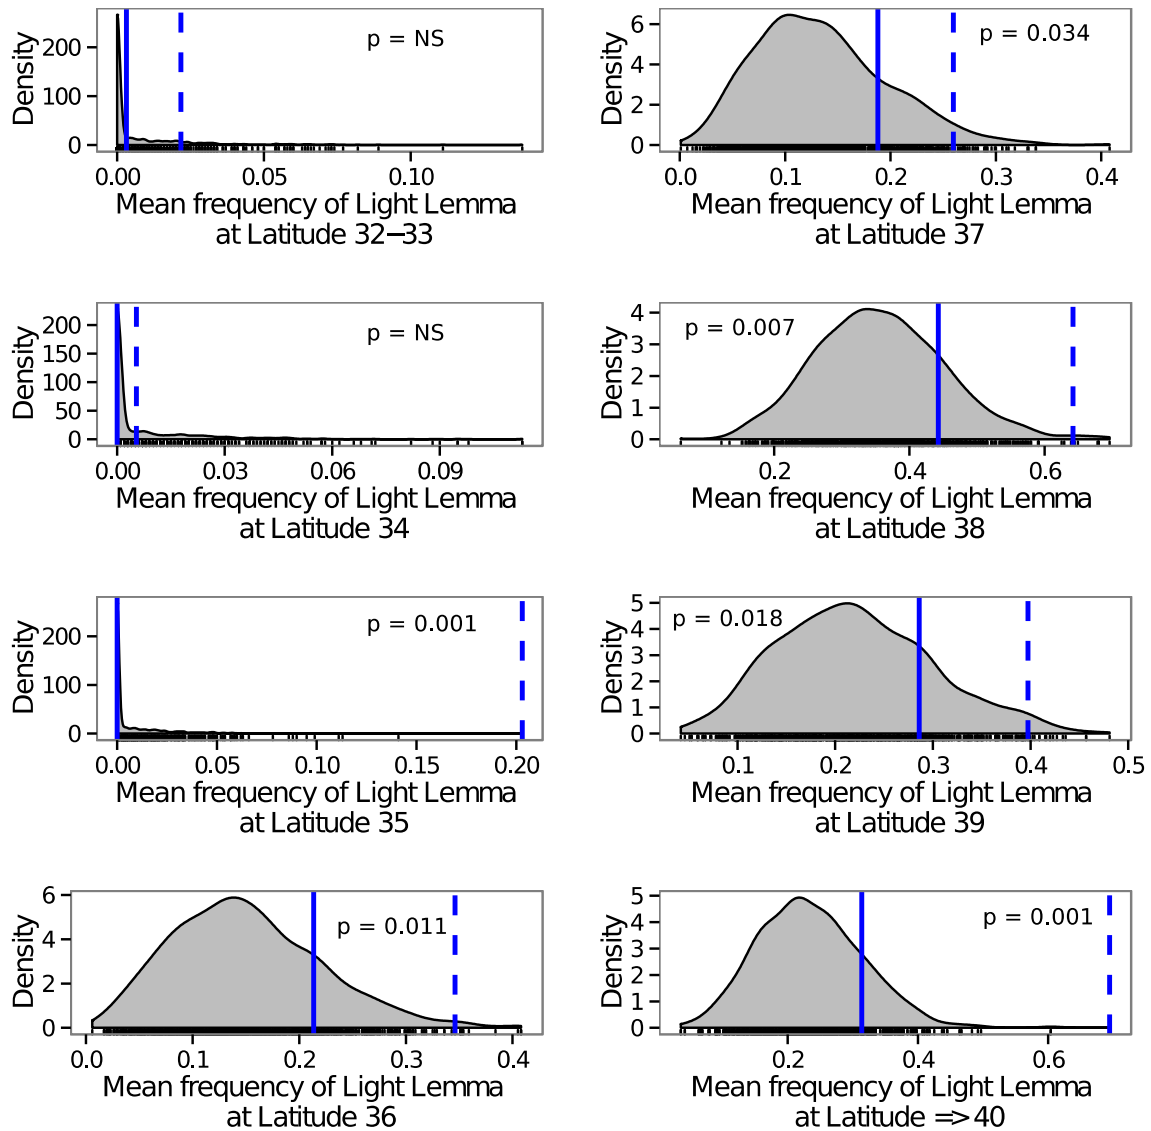 p = NS
Density
200
100
0
0.00
0.05
0.10
Mean frequency of Light Lemma
at Latitude 32−33
p = 0.034
Density
6
4
2
0
0.0
0.1
0.2
0.3
0.4
Mean frequency of Light Lemma
at Latitude 37
p = NS
Density
200
150
100
50
0
0.00
0.03
0.06
0.09
Mean frequency of Light Lemma
at Latitude 34
p = 0.007
Density
4
3
2
1
0
0.2
0.4
0.6
Mean frequency of Light Lemma
at Latitude 38
p = 0.001
Density
200
100
0
0.00
0.05
0.10
0.15
0.20
Mean frequency of Light Lemma
at Latitude 35
p = 0.018
Density
5
4
3
2
1
0
0.1
0.2
0.3
0.4
0.5
Mean frequency of Light Lemma
at Latitude 39
p = 0.011
Density
6
4
2
0
0.0
0.1
0.2
0.3
0.4
Mean frequency of Light Lemma
at Latitude 36
p = 0.001
Density
5
4
3
2
1
0
0.2
0.4
0.6
Mean frequency of Light Lemma
at Latitude =>40